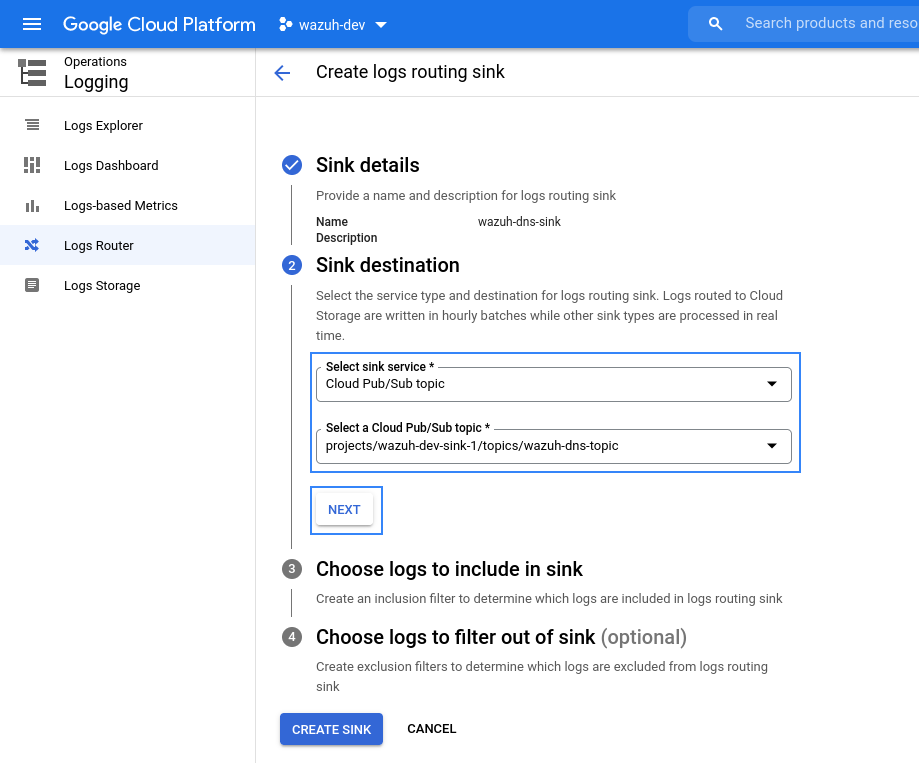 Google Cloud Platform
wazuh-dev
Search products and reso
Operations
Logging
Create logs routing sink
Logs Explorer
Logs Dashboard
Logs-based Metrics
Logs Router
Logs Storage
Sink details
Provide a name and description for logs routing sink
Name wazuh-dns-sink
Description
2 Sink destination
Select the service type and destination for logs routing sink. Logs routed to Cloud
Storage are written in hourly batches while other sink types are processed in real
time.
Select sink service *
Cloud Pub/Sub topic
Select a Cloud Pub/Sub topic *
projects/wazuh-dev-sink-1/topics/wazuh-dns-topic
NEXT
3 Choose logs to include in sink
Create an inclusion filter to determine which logs are included in logs routing sink
4 Choose logs to filter out of sink (optional)
Create exclusion filters to determine which logs are excluded from logs routing
sink
CREATE SINK CANCEL